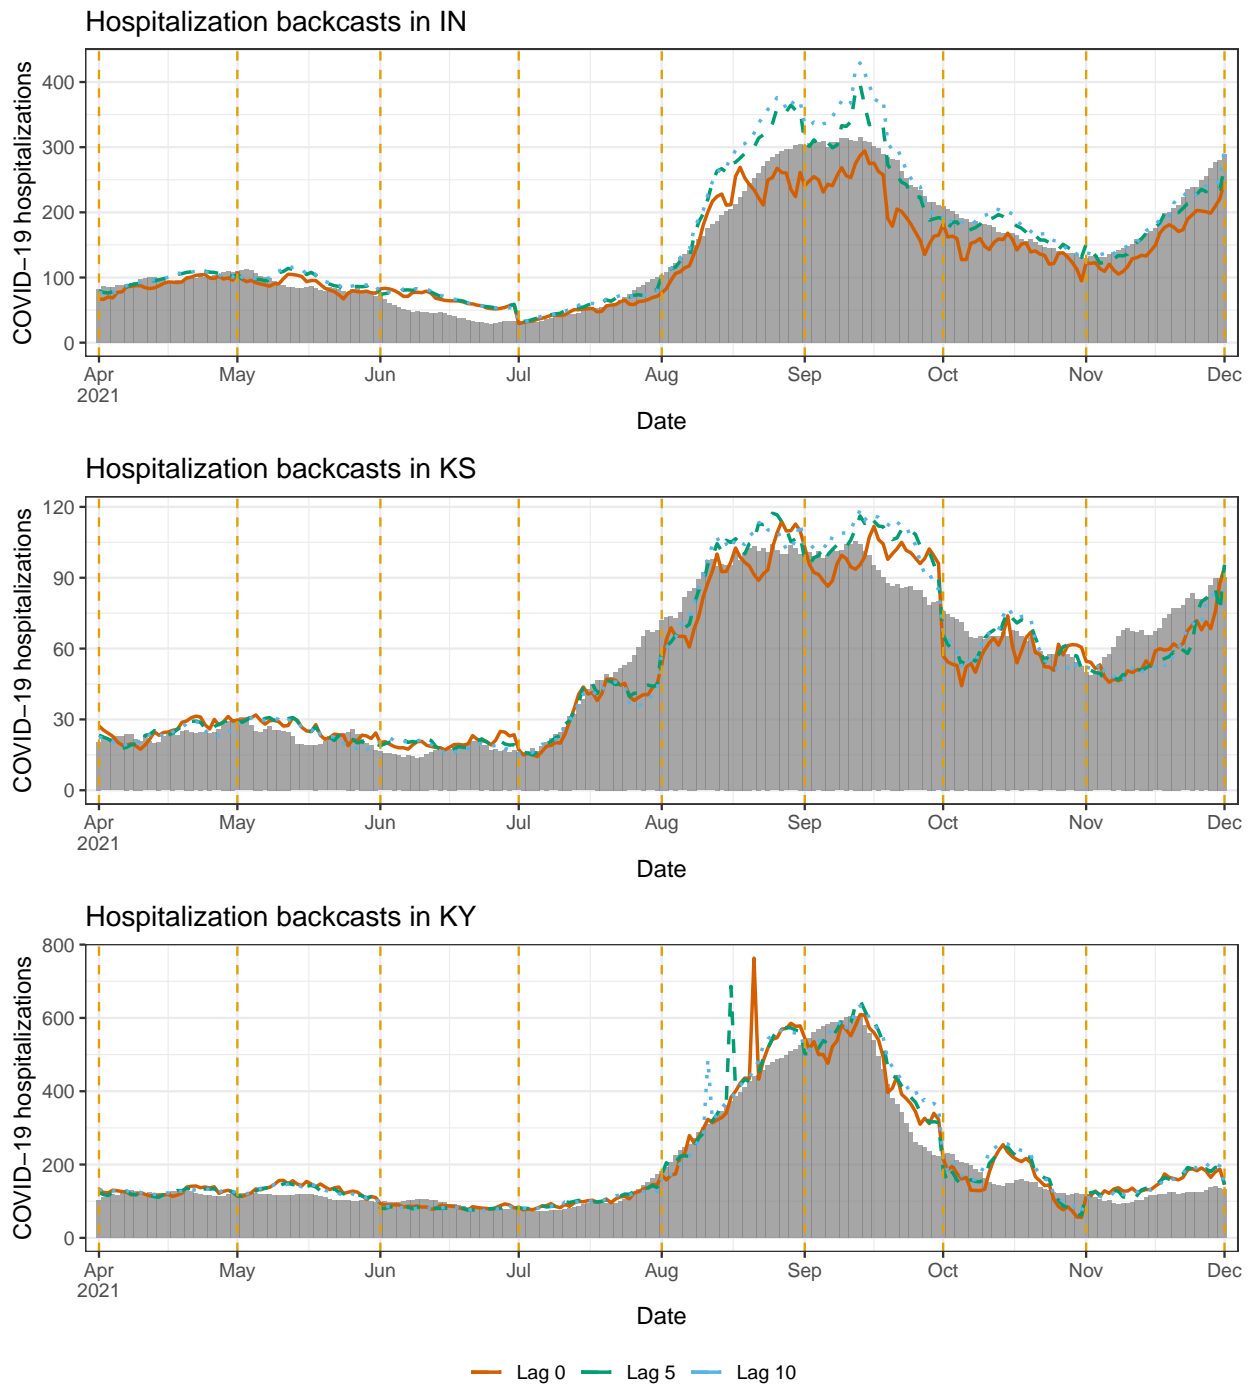 Hospitalization backcasts in IN
COVID−19 hospitalizations
400
300
200
100
0
Apr 2021
May
Jun
Jul
Aug
Sep
Oct
Nov
Dec
Date
Hospitalization backcasts in KS
COVID−19 hospitalizations
120
90
60
30
0
Apr 2021
May
Jun
Jul
Aug
Sep
Oct
Nov
Dec
Date
Hospitalization backcasts in KY
COVID−19 hospitalizations
800
600
400
200
0
Apr 2021
May
Jun
Jul
Aug
Sep
Oct
Nov
Dec
Date
Lag 0 Lag 5 Lag 10